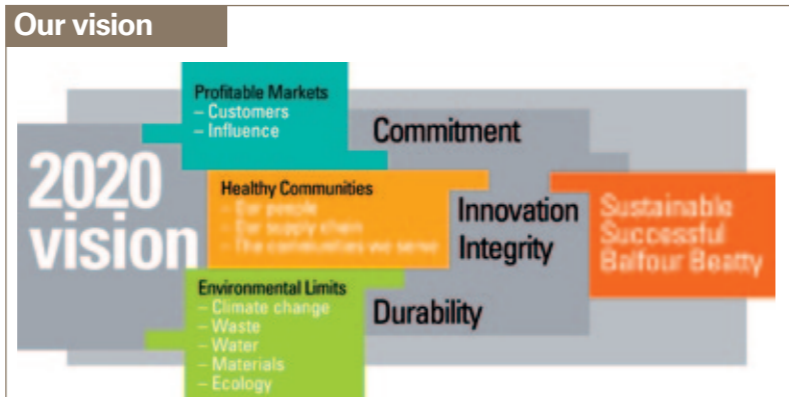 Our vision
2020
vision
Profitable Markets
– Customers
– Influence
Healthy Communities
– Our people
– Our supply chain
– The communities we serve
Environmental Limits
– Climate change
– Waste
– Water
– Materials
– Ecology
Commitment
Innovation
Integrity
Durability
Sustainable
Successful
Balfour Beatty